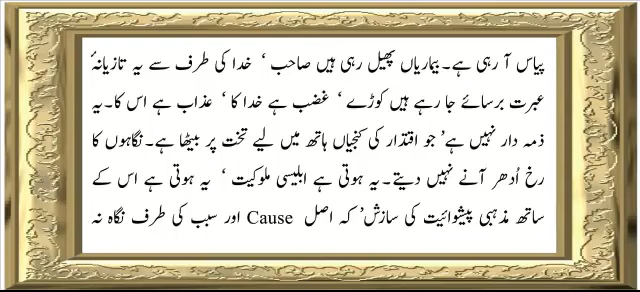 پیاس آ رہی ہے۔ بیماریاں پھیل رہی ہیں صاحب ‘ خدا کی طرف سے یہ تازیانۂ
عبرت برسائے جا رہے ہیں کوڑے ‘ غضب ہے خدا کا ‘ عذاب ہے اس کا۔یہ
ذمہ دار نہیں ہے’ جو اقتدار کی کنجیاں ہاتھ میں لیے تخت پر بیٹھا ہے۔نگاہوں کا
رخ اُدھر آنے نہیں دیتے۔یہ ہوتی ہے ابلیسی ملوکیت ‘ یہ ہوتی ہے اس کے
ساتھ مذہبی پیشوائیت کی سازش’ کہ اصل Cause اور سبب کی طرف نگاہ نہ